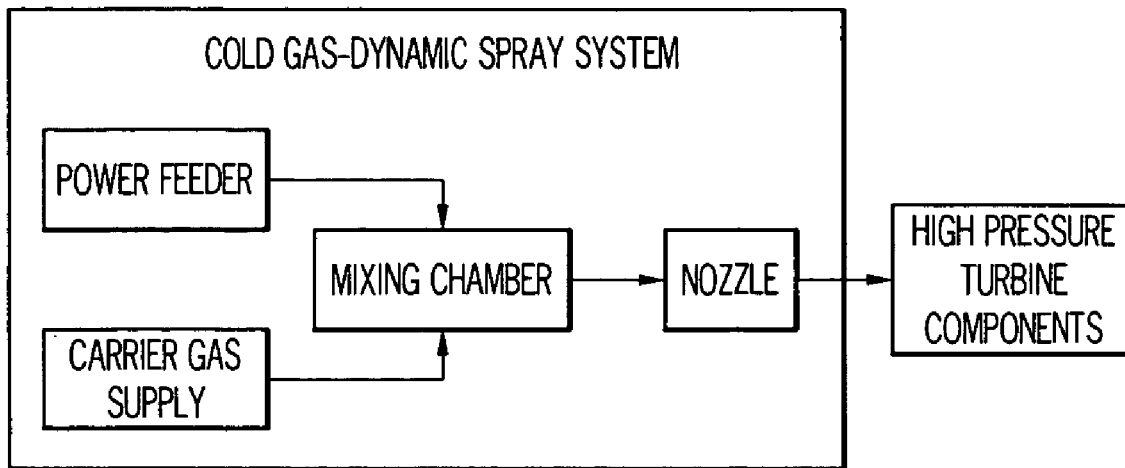 COLD GAS-DYNAMIC SPRAY SYSTEM
POWER FEEDER
MIXING CHAMBER
NOZZLE
HIGH PRESSURE
TURBINE
COMPONENTS
CARRIER GAS
SUPPLY